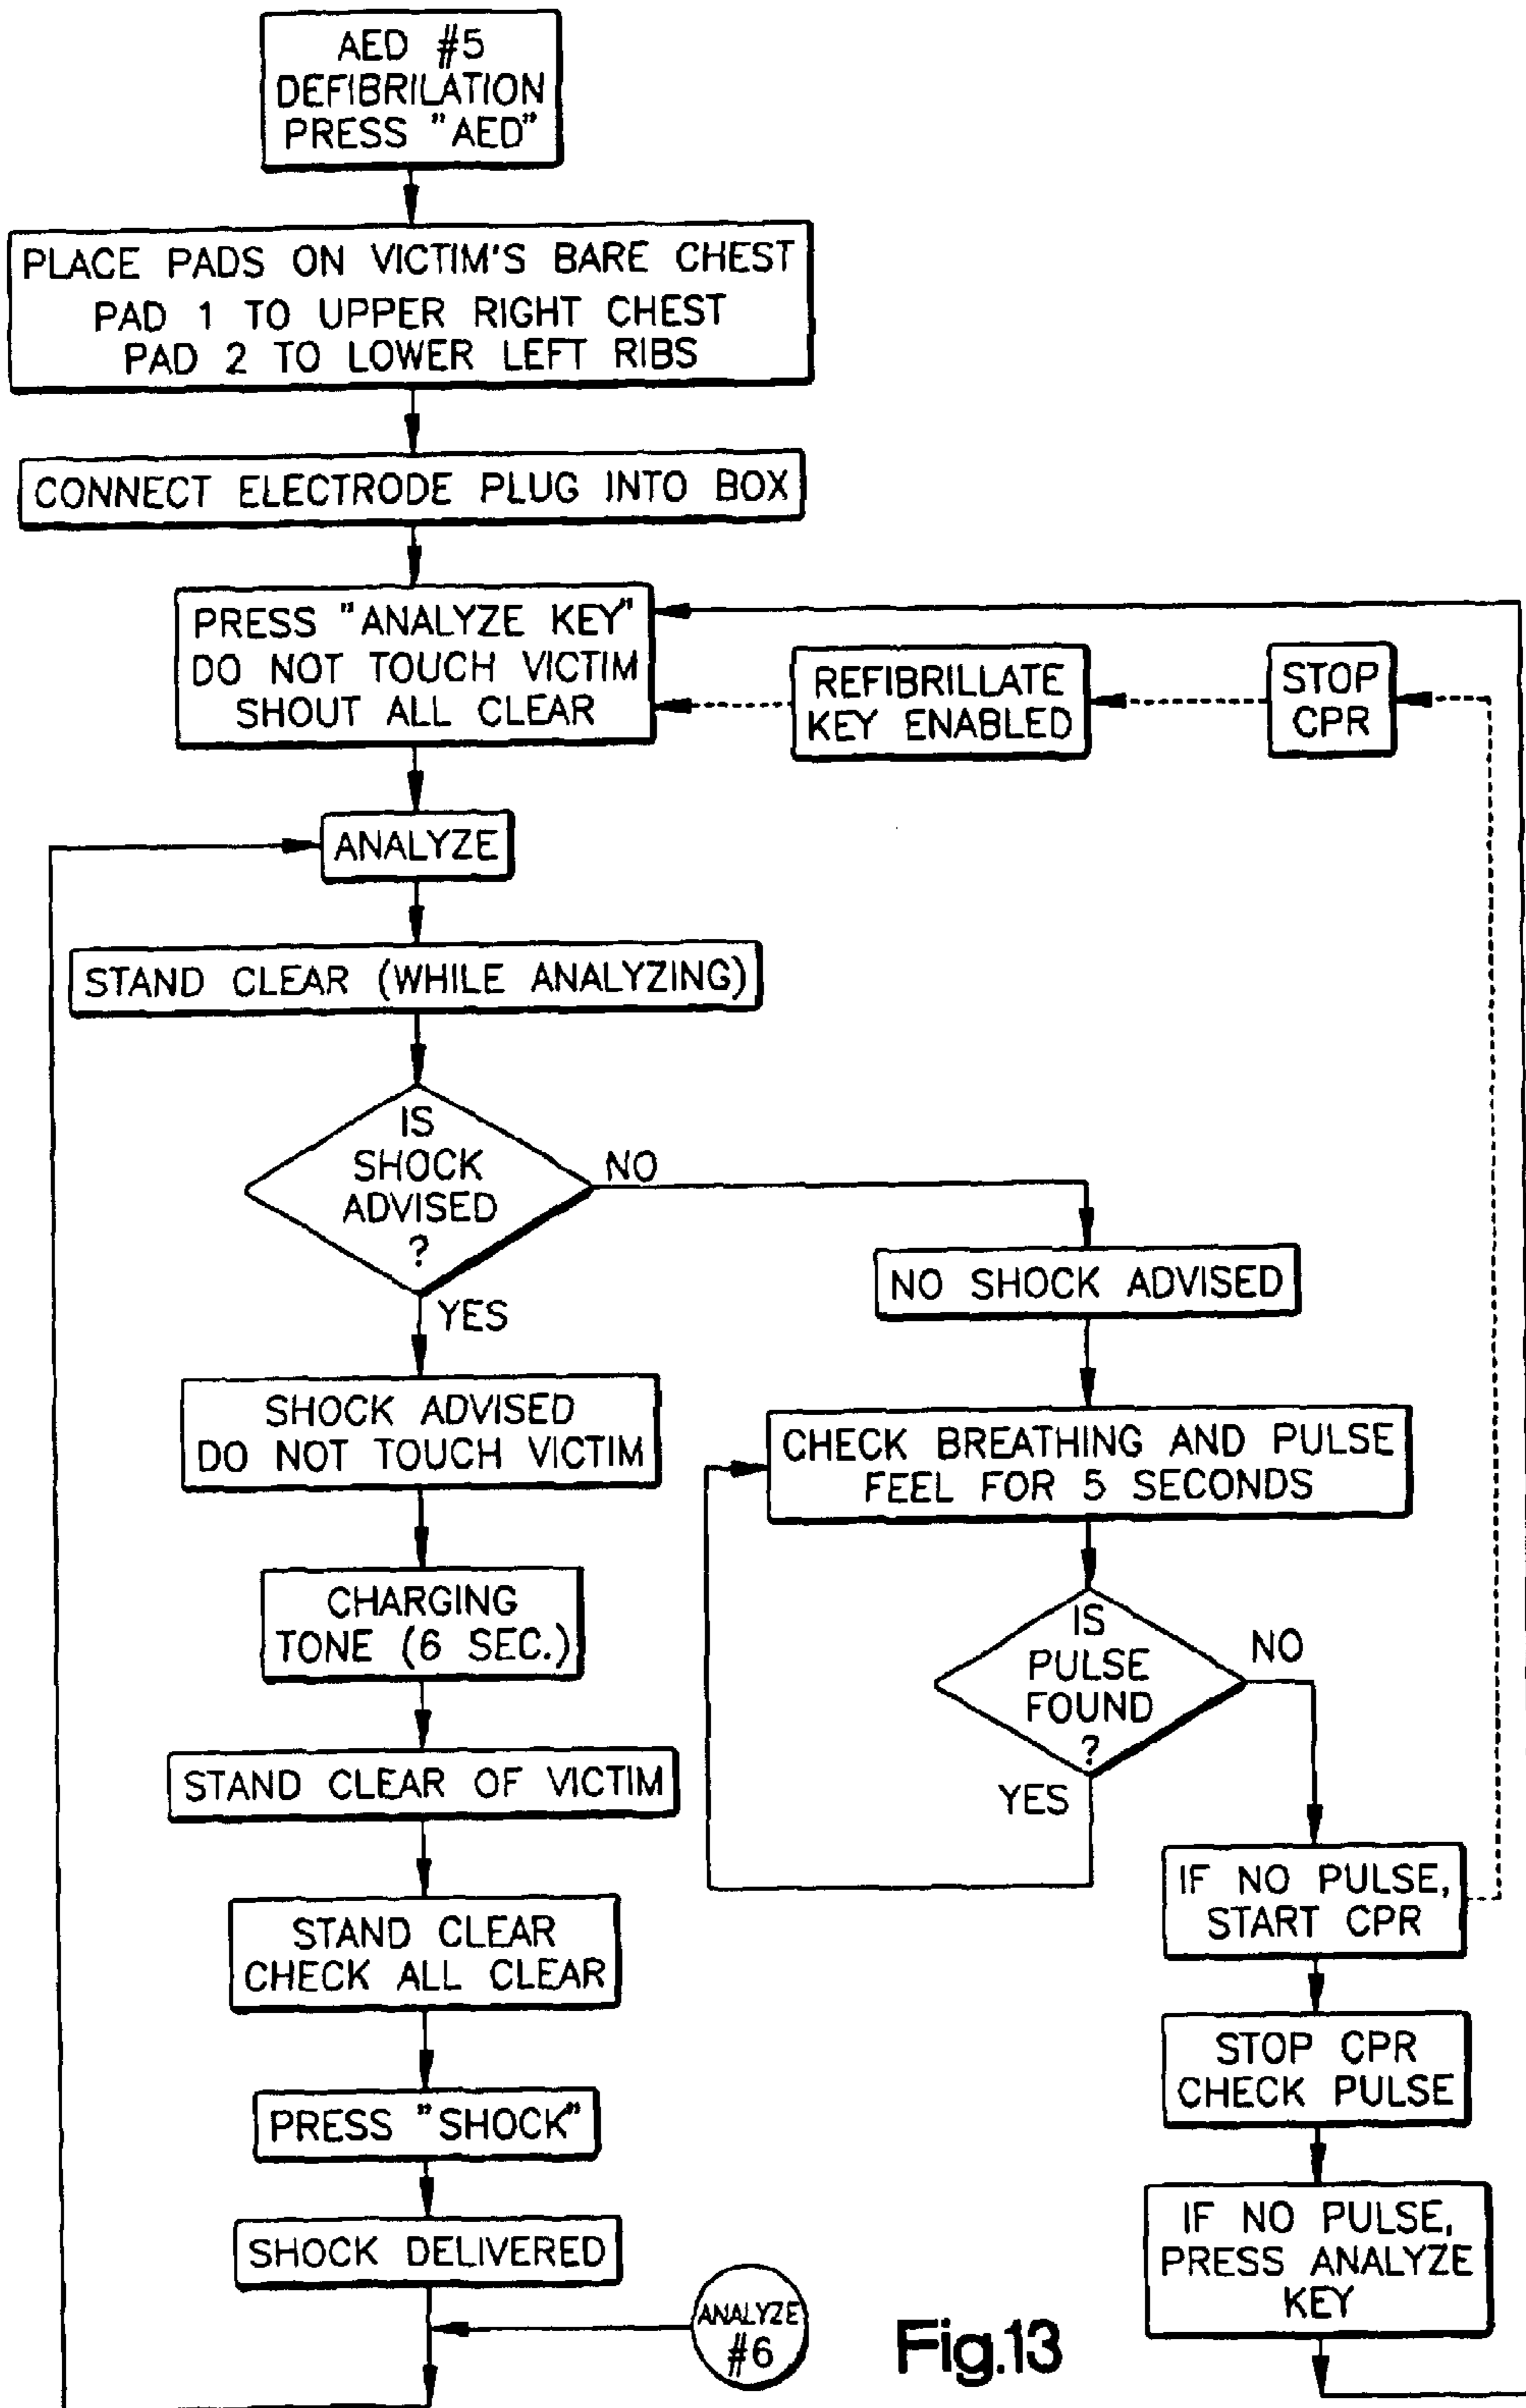 AED #5
DEFIBRILATION
PRESS "AED"
PLACE PADS ON VICTIM'S BARE CHEST
PAD 1 TO UPPER RIGHT CHEST
PAD 2 TO LOWER LEFT RIBS
CONNECT ELECTRODE PLUG INTO BOX
PRESS "ANALYZE KEY"
DO NOT TOUCH VICTIM
SHOUT ALL CLEAR
REFIBRILLATE
KEY ENABLED
STOP
CPR
ANALYZE
STAND CLEAR (WHILE ANALYZING)
IS
SHOCK
ADVISED
?
NO
YES
NO SHOCK ADVISED
SHOCK ADVISED
DO NOT TOUCH VICTIM
CHECK BREATHING AND PULSE
FEEL FOR 5 SECONDS
CHARGING
TONE (6 SEC.)
IS
PULSE
FOUND
?
NO
YES
STAND CLEAR OF VICTIM
IF NO PULSE,
START CPR
STAND CLEAR
CHECK ALL CLEAR
STOP CPR
CHECK PULSE
PRESS "SHOCK"
IF NO PULSE,
PRESS ANALYZE
KEY
SHOCK DELIVERED
ANALYZE
#6
Fig.13